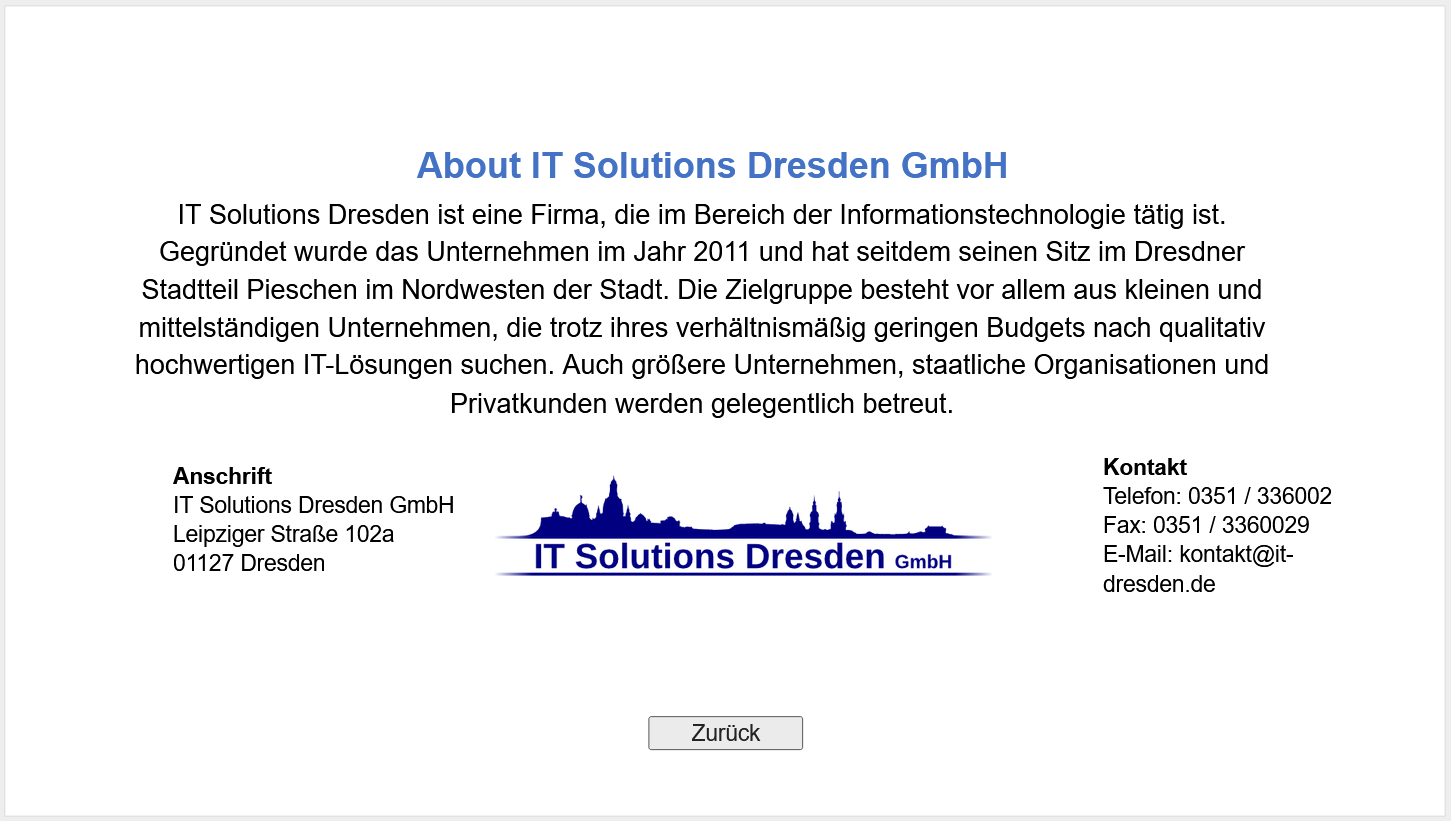 About IT Solutions Dresden GmbH
IT Solutions Dresden ist eine Firma, die im Bereich der Informationstechnologie tätig ist.
Gegründet wurde das Unternehmen im Jahr 2011 und hat seitdem seinen Sitz im Dresdner
Stadtteil Pieschen im Nordwesten der Stadt. Die Zielgruppe besteht vor allem aus kleinen und
mittelständigen Unternehmen, die trotz ihres verhältnismäßig geringen Budgets nach qualitativ
hochwertigen IT-Lösungen suchen. Auch größere Unternehmen, staatliche Organisationen und
Privatkunden werden gelegentlich betreut.
Anschrift
IT Solutions Dresden GmbH
Leipziger Straße 102a
01127 Dresden
IT Solutions Dresden GmbH
Kontakt
Telefon: 0351 / 336002
Fax: 0351 / 3360029
E-Mail: kontakt@it-
dresden.de
Zurück